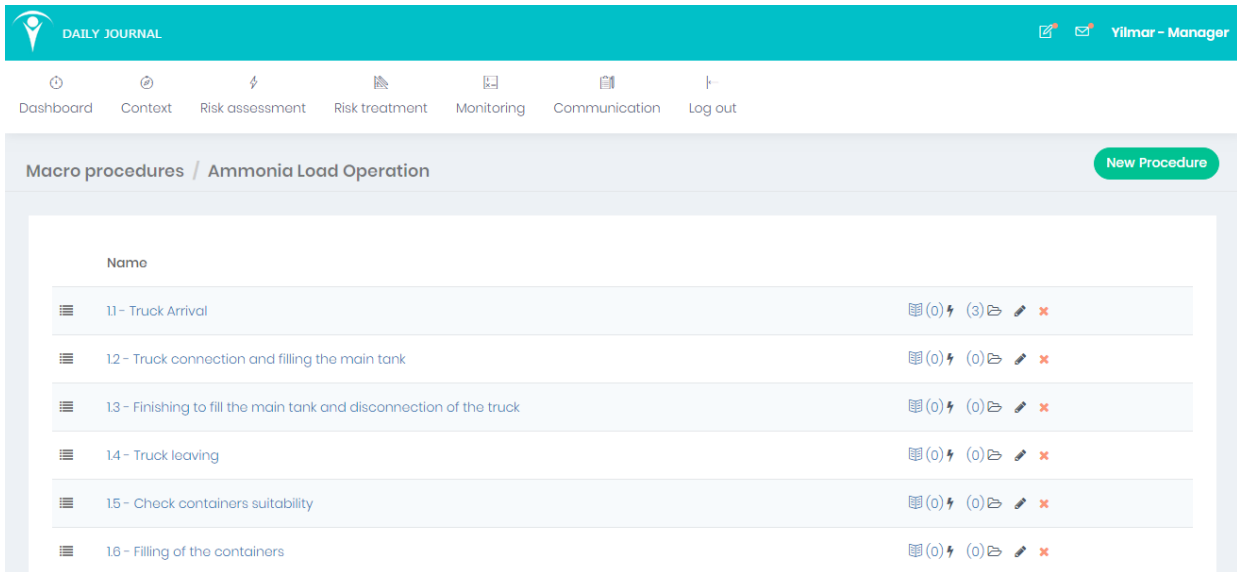 DAILY JOURNAL
Yilmar - Manager
Dashboard Context Risk assessment Risk treatment Monitoring Communication Log out
Macro procedures / Ammonia Load Operation
New Procedure
Name
1.1 - Truck Arrival (0) (3)
1.2 - Truck connection and filling the main tank (0) (0)
1.3 - Finishing to fill the main tank and disconnection of the truck (0) (0)
1.4 - Truck leaving (0) (0)
1.5 - Check containers suitability (0) (0)
1.6 - Filling of the containers (0) (0)